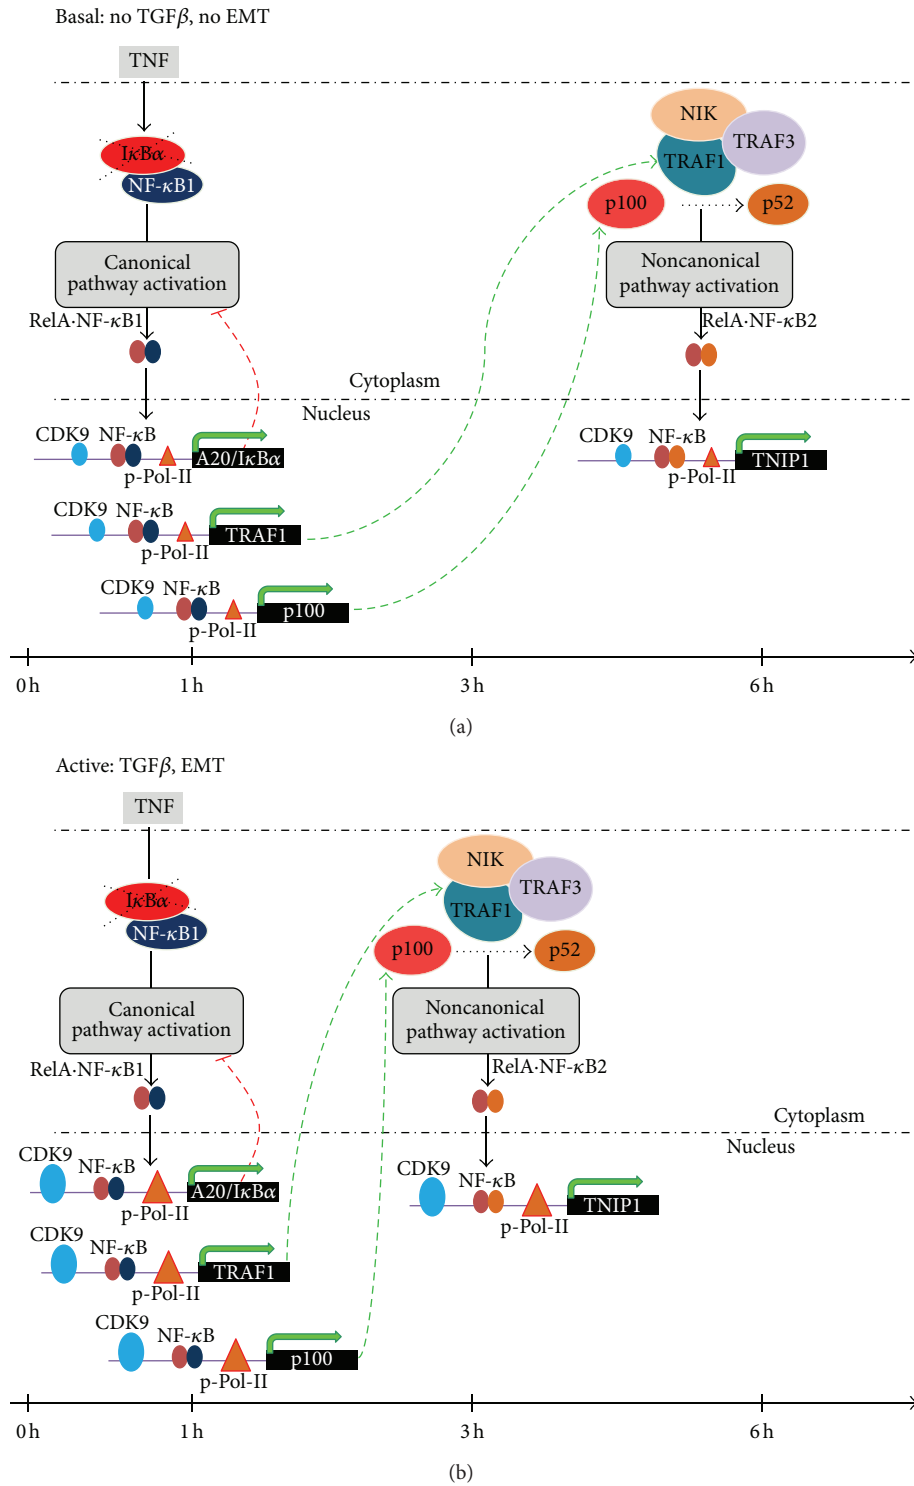 Basal: no TGFβ, no EMT
TNF
IκBα
NF-κB1
NIK
TRAF1
TRAF3
p100
p52
Canonical
pathway activation
Noncanonical
pathway activation
RelA·NF-κB1
RelA·NF-κB2
Cytoplasm
Nucleus
CDK9
NF-κB
p-Pol-II
A20/IκBα
CDK9
NF-κB
p-Pol-II
TNIP1
CDK9
NF-κB
p-Pol-II
TRAF1
CDK9
NF-κB
p-Pol-II
p100
0 h
1 h
3 h
6 h
(a)
Active: TGFβ, EMT
TNF
IκBα
NF-κB1
NIK
TRAF1
TRAF3
p100
p52
Canonical
pathway activation
Noncanonical
pathway activation
RelA·NF-κB1
RelA·NF-κB2
Cytoplasm
Nucleus
CDK9
NF-κB
p-Pol-II
A20/IκBα
CDK9
NF-κB
p-Pol-II
TNIP1
CDK9
NF-κB
p-Pol-II
TRAF1
CDK9
NF-κB
p-Pol-II
p100
0 h
1 h
3 h
6 h
(b)